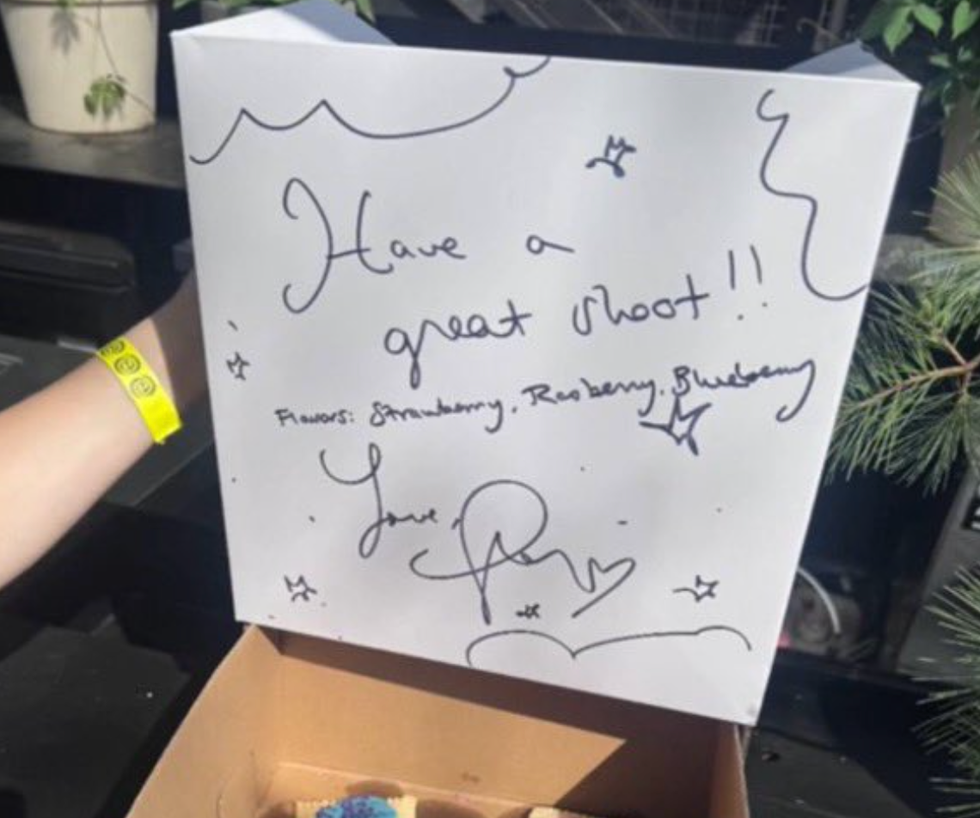 Have a
great shoot!!
Flavors: Strawberry, Rasberry, Blueberry
Love,